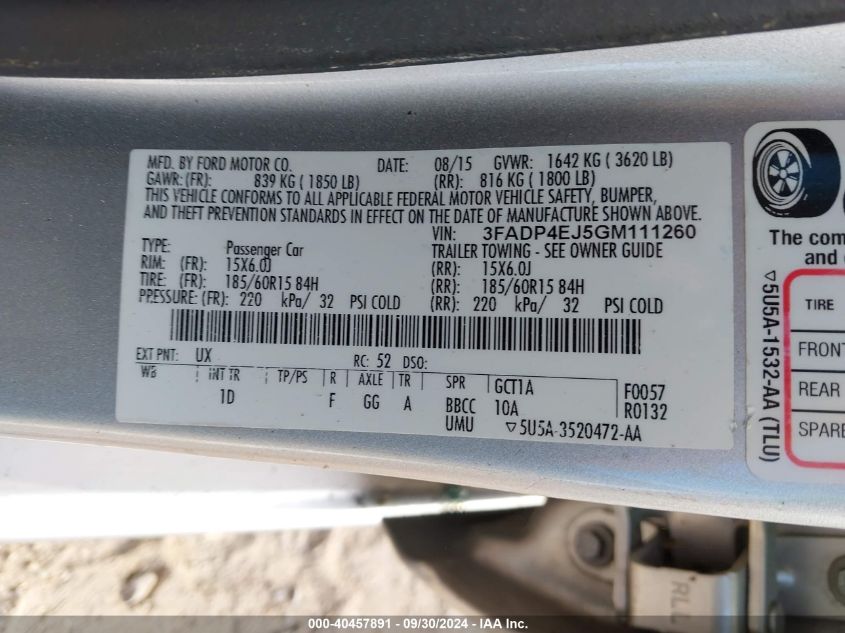 MFD. BY FORD MOTOR CO. DATE: 08/15 GVWR: 1642 KG ( 3620 LB)
GAWR: (FR): 839 KG ( 1850 LB) (RR): 816 KG ( 1800 LB)
THIS VEHICLE CONFORMS TO ALL APPLICABLE FEDERAL MOTOR VEHICLE SAFETY, BUMPER,
AND THEFT PREVENTION STANDARDS IN EFFECT ON THE DATE OF MANUFACTURE SHOWN ABOVE.
VIN: 3FADP4EJ5GM111260
TYPE: Passenger Car TRAILER TOWING - SEE OWNER GUIDE
RIM: (FR): 15X6.0J (RR): 15X6.0J
TIRE: (FR): 185/60R15 84H (RR): 185/60R15 84H
PRESSURE: (FR): 220 kPa/ 32 PSI COLD (RR): 220 kPa/ 32 PSI COLD
EXT PNT: UX RC: 52 DSO:
WB INT TR TP/PS R AXLE TR SPR GCT1A F0057
1D F GG A BBCC 10A R0132
UMU ▽5U5A-3520472-AA
The com
and
▽5U5A-1532-AA (TLU)
TIRE
FRONT
REAR
SPARE
RLL
000-40457891 - 09/30/2024 - IAAI.com